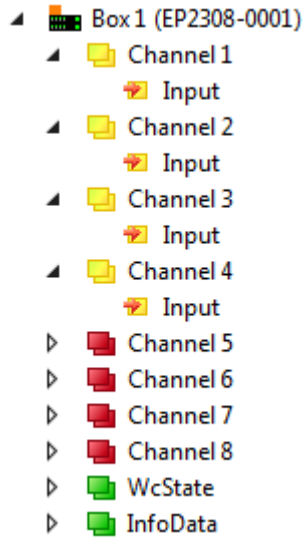 Box 1 (EP2308-0001)
Channel 1
Input
Channel 2
Input
Channel 3
Input
Channel 4
Input
Channel 5
Channel 6
Channel 7
Channel 8
WcState
InfoData